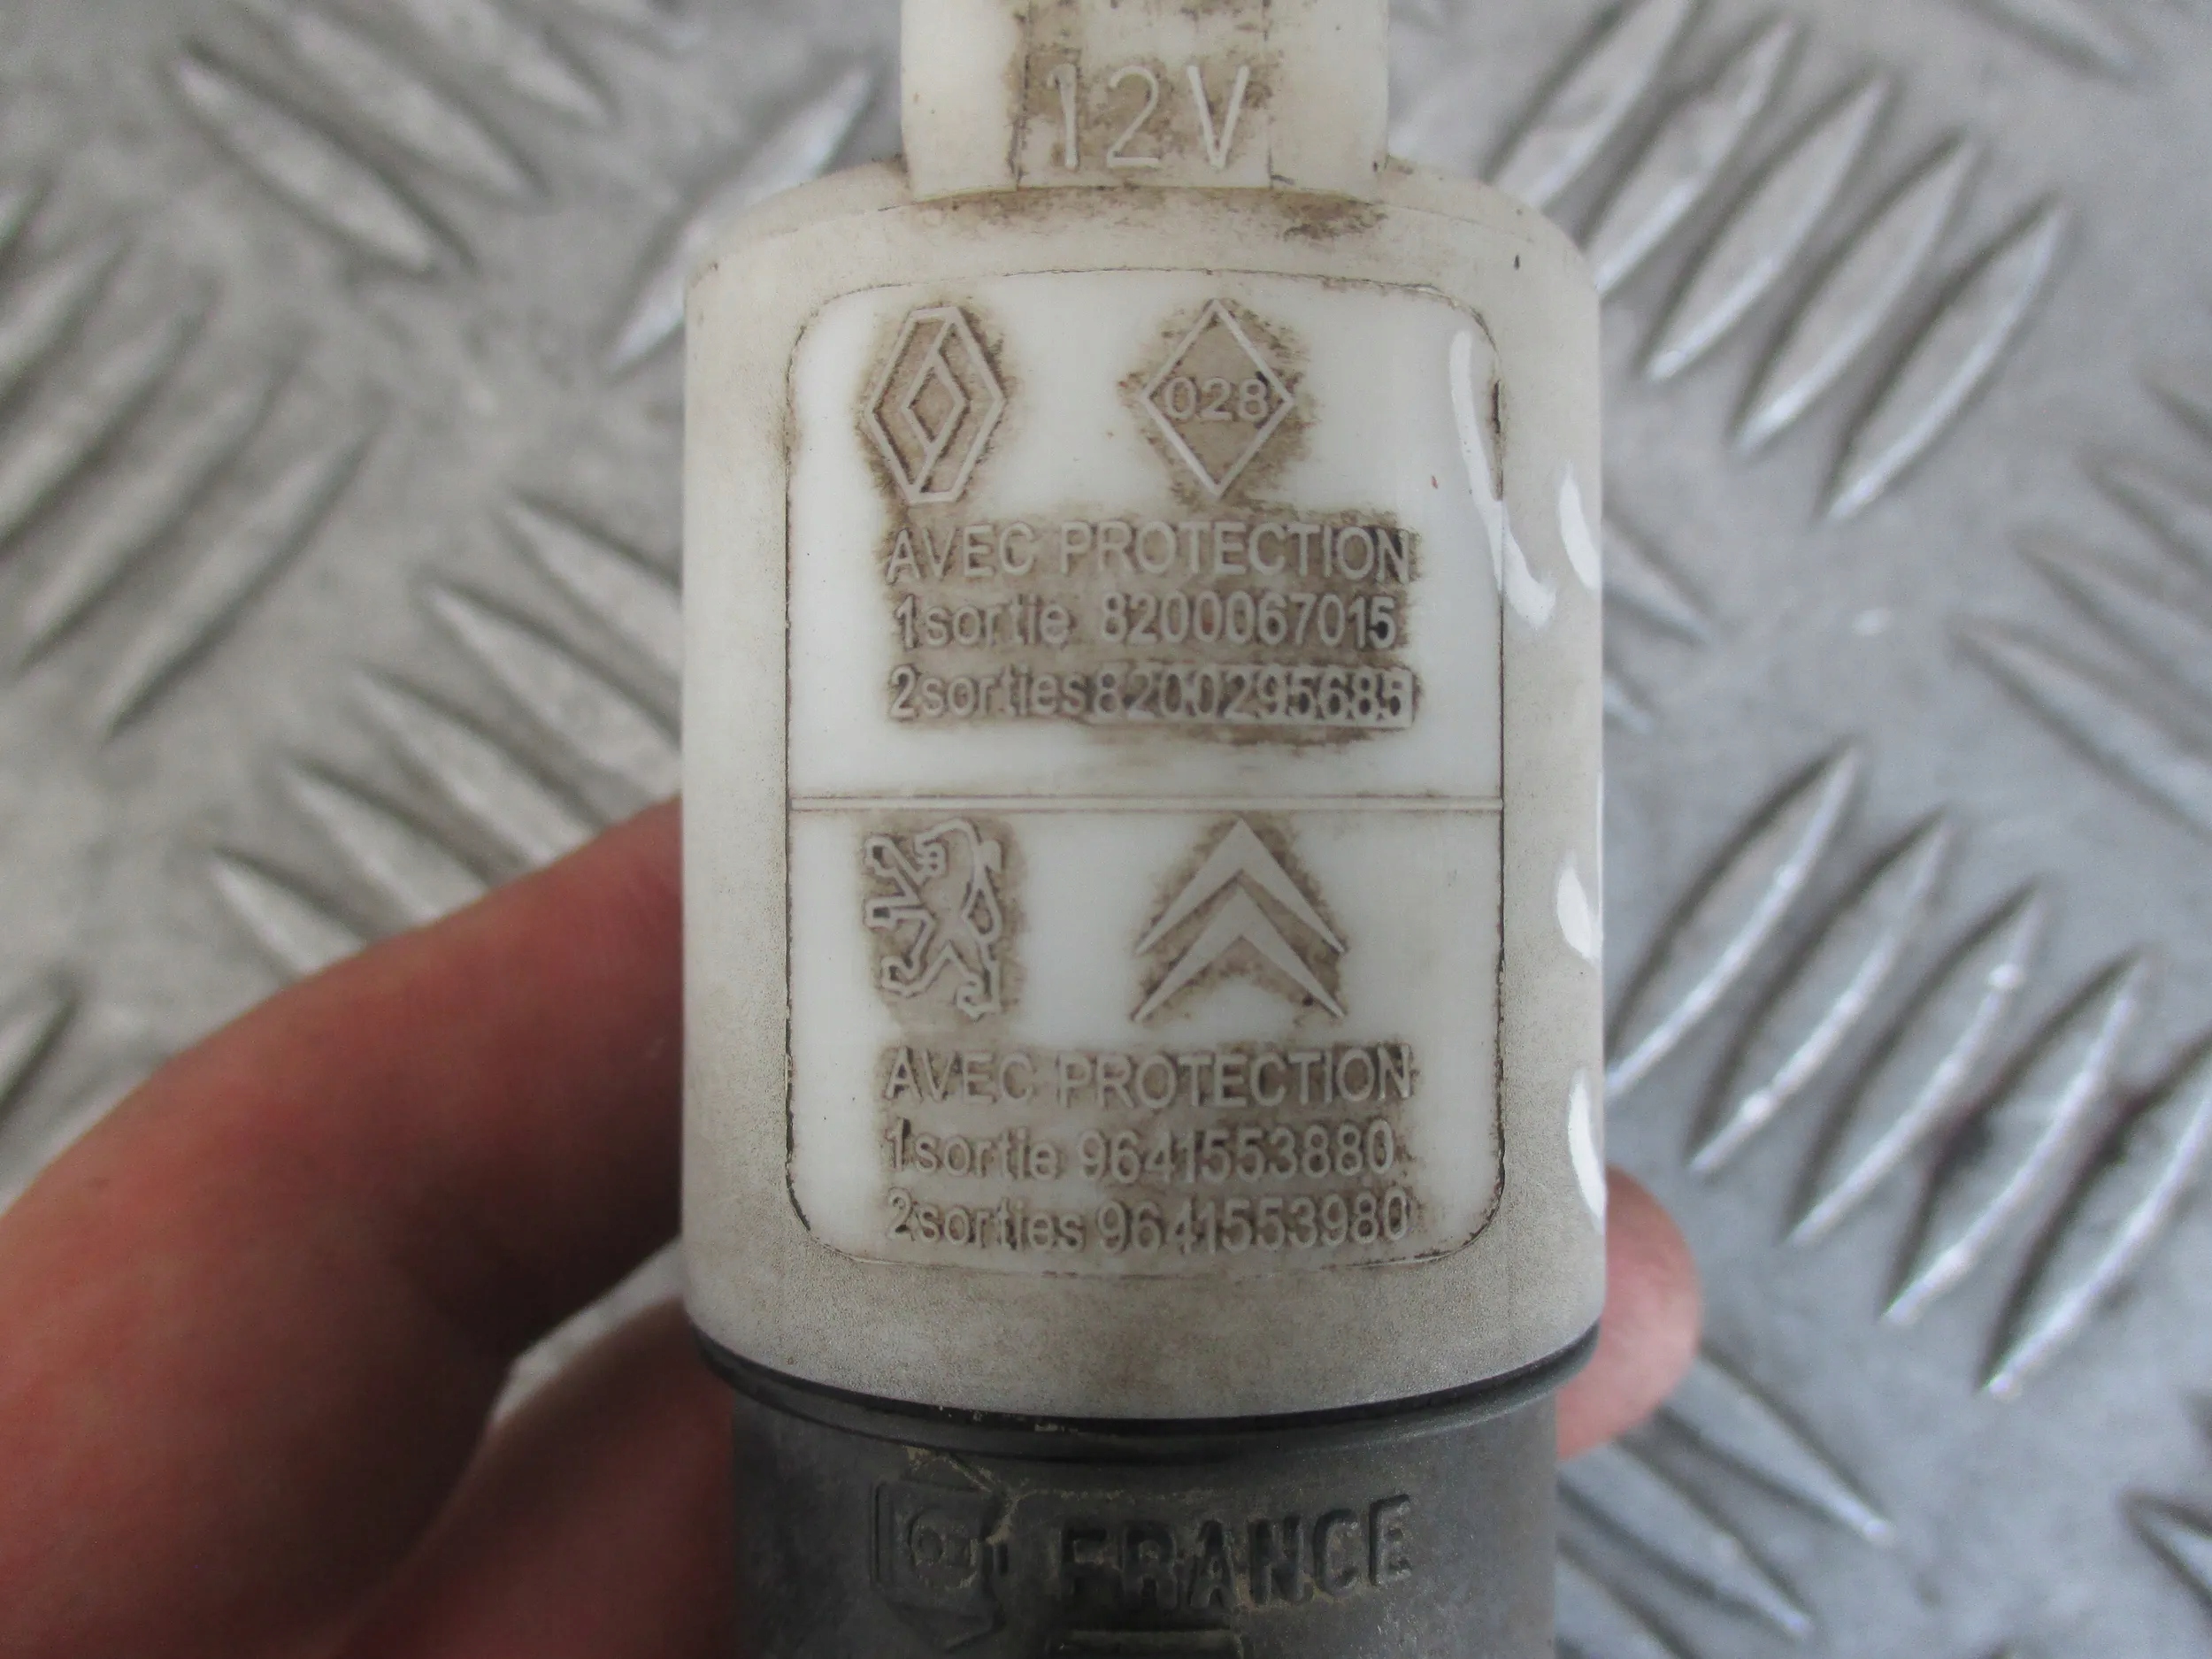 12V
028
AVEC PROTECTION
1sortie 8200067015
2sorties 8200295685
AVEC PROTECTION
1sortie 9641553880
2sorties 9641553980
FRANCE